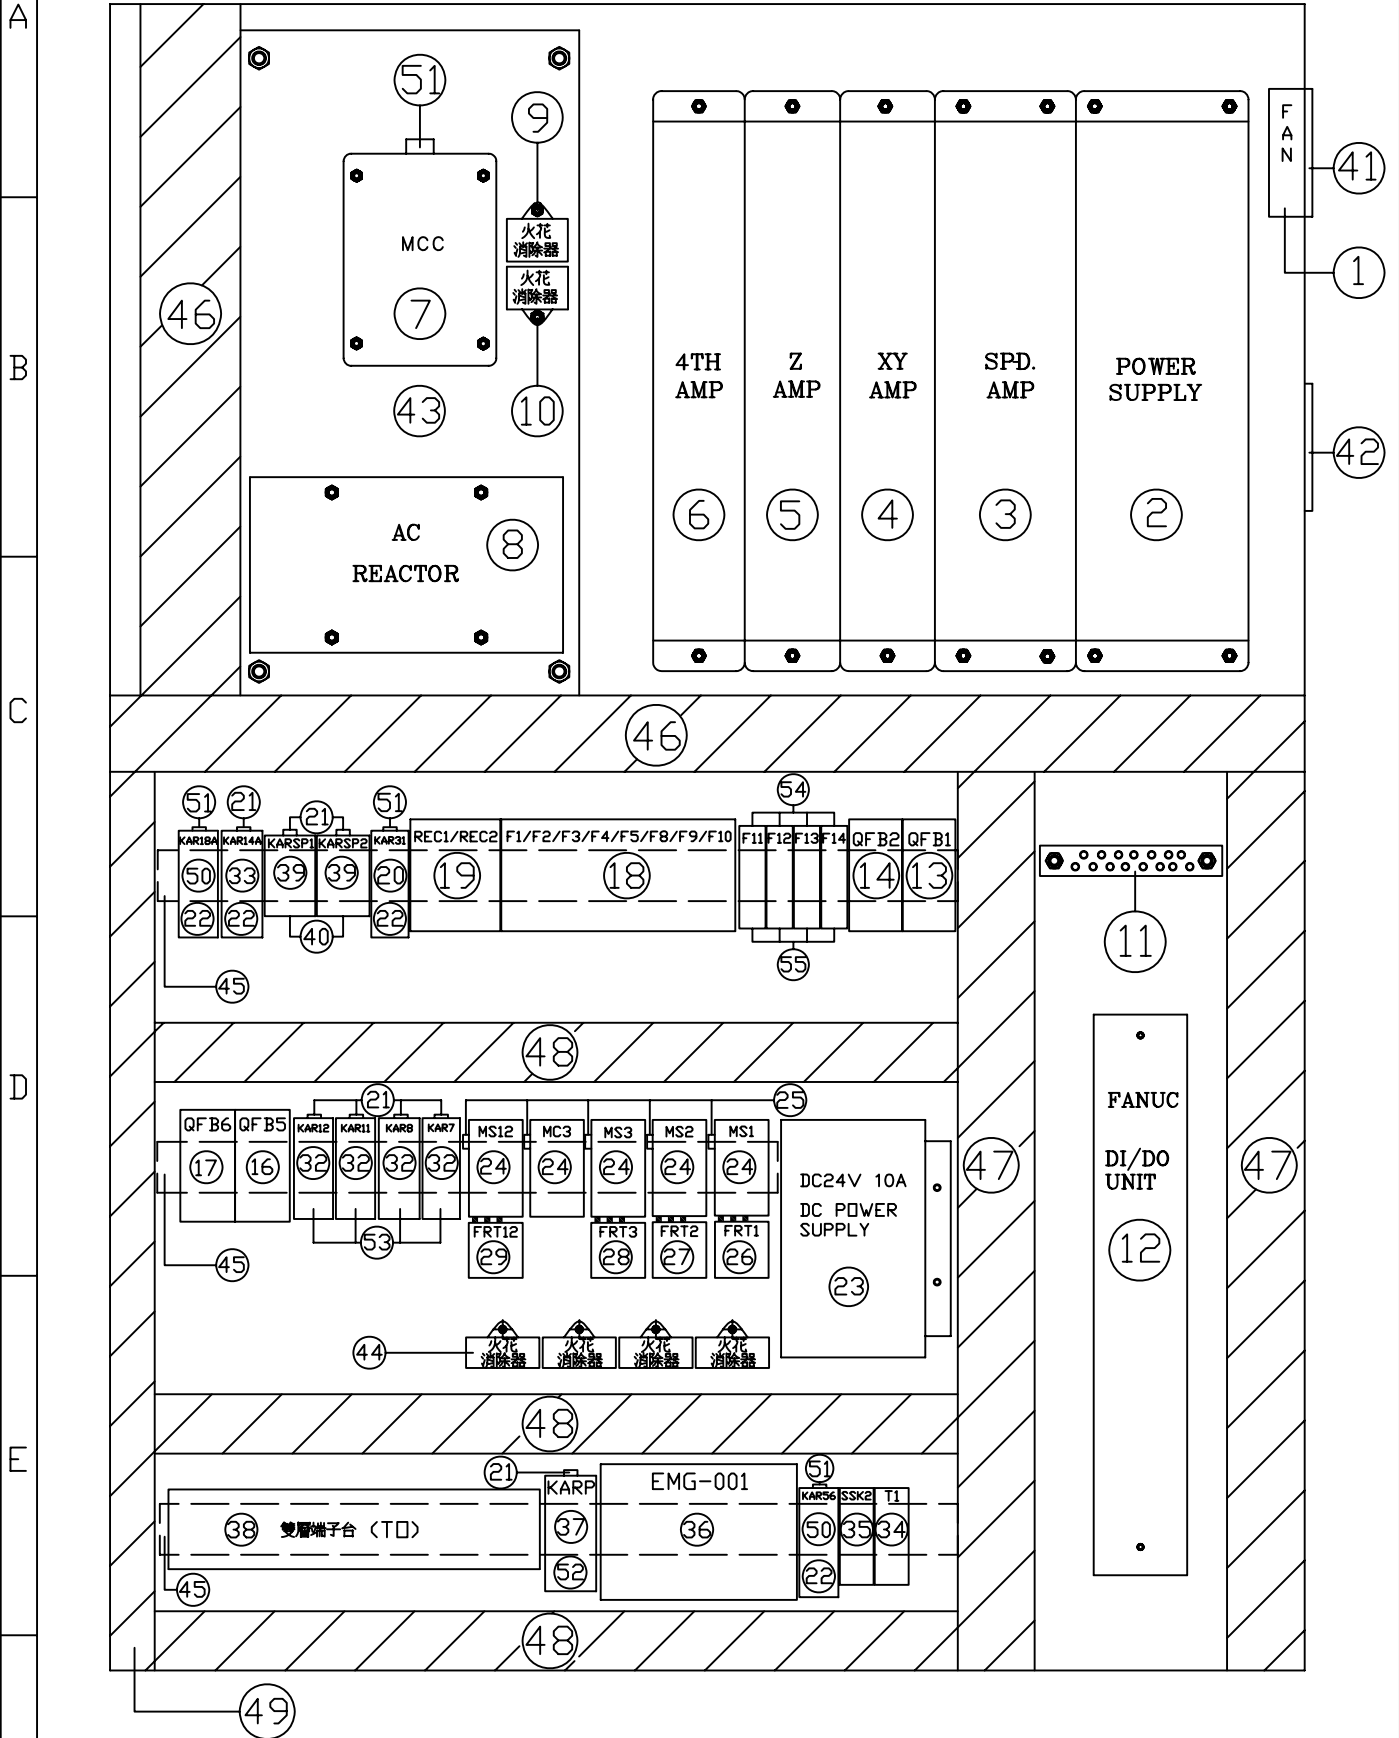 A
B
C
D
E
51
9
MCC
火花
消除器
火花
消除器
7
46
43
10
AC
REACTOR
8
4TH
AMP
6
Z
AMP
5
XY
AMP
4
SP.D.
AMP
3
POWER
SUPPLY
2
FAN
41
1
42
46
51
21
21
51
54
KAR18A
KAR14A
KARSP1
KARSP2
KAR31
REC1/REC2
F1/F2/F3/F4/F5/F8/F9/F10
F11
F12
F13
F14
QFB2
QFB1
50
33
39
39
20
19
18
14
13
22
22
40
22
55
45
11
48
21
25
QFB6
QFB5
KAR12
KAR11
KAR8
KAR7
MS12
MC3
MS3
MS2
MS1
17
16
32
32
32
32
24
24
24
24
24
DC24V 10A
DC POWER
SUPPLY
23
53
FRT12
FRT3
FRT2
FRT1
29
28
27
26
45
44
火花
消除器
火花
消除器
火花
消除器
火花
消除器
47
FANUC
DI/DO
UNIT
12
47
48
21
KARP
EMG-001
51
KAR56
SSK2
T1
38
雙層端子台 (TO)
37
36
50
35
34
52
22
45
48
49